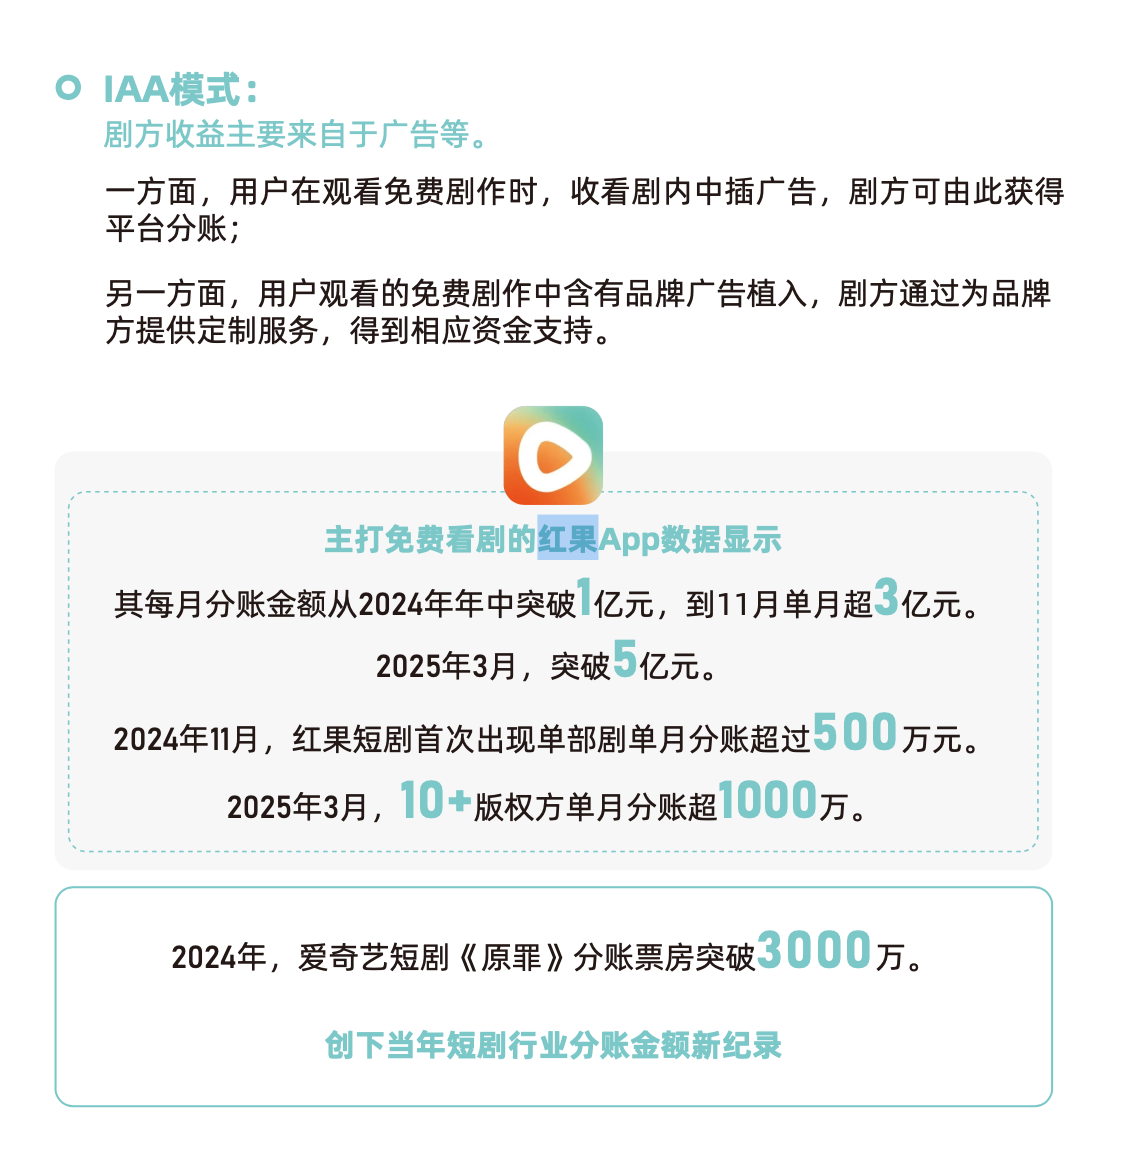 IAA模式：
剧方收益主要来自于广告等。
一方面，用户在观看免费剧作时，收看剧内中插广告，剧方可由此获得
平台分账；
另一方面，用户观看的免费剧作中含有品牌广告植入，剧方通过为品牌
方提供定制服务，得到相应资金支持。
主打免费看剧的红果App数据显示
其每月分账金额从2024年年中突破1亿元，到11月单月超3亿元。
2025年3月，突破5亿元。
2024年11月，红果短剧首次出现单部剧单月分账超过500万元。
2025年3月，10+版权方单月分账超1000万。
2024年，爱奇艺短剧《原罪》分账票房突破3000万。
创下当年短剧行业分账金额新纪录